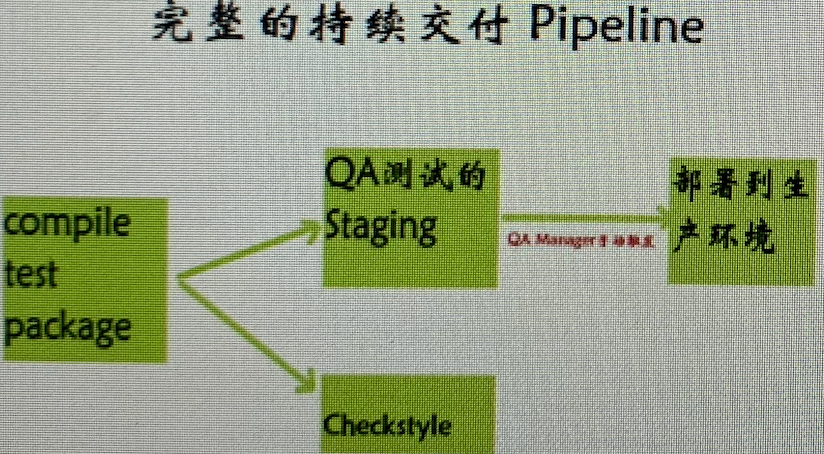 完整的持续交付 Pipeline
compile
test
package
QA测试的
Staging
QA Manager手动触发
部署到生
产环境
Checkstyle